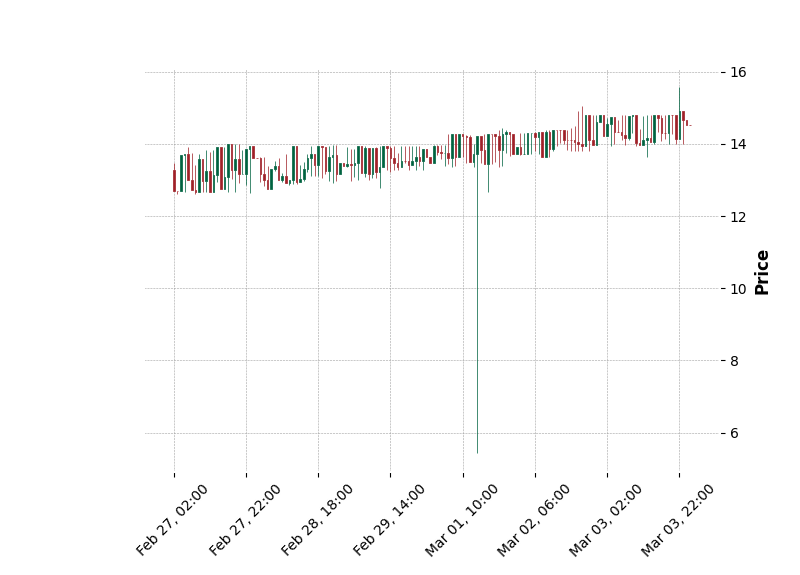 16
14
12
10
8
6
Price
Feb 27, 02:00
Feb 27, 22:00
Feb 28, 18:00
Feb 29, 14:00
Mar 01, 10:00
Mar 02, 06:00
Mar 03, 02:00
Mar 03, 22:00